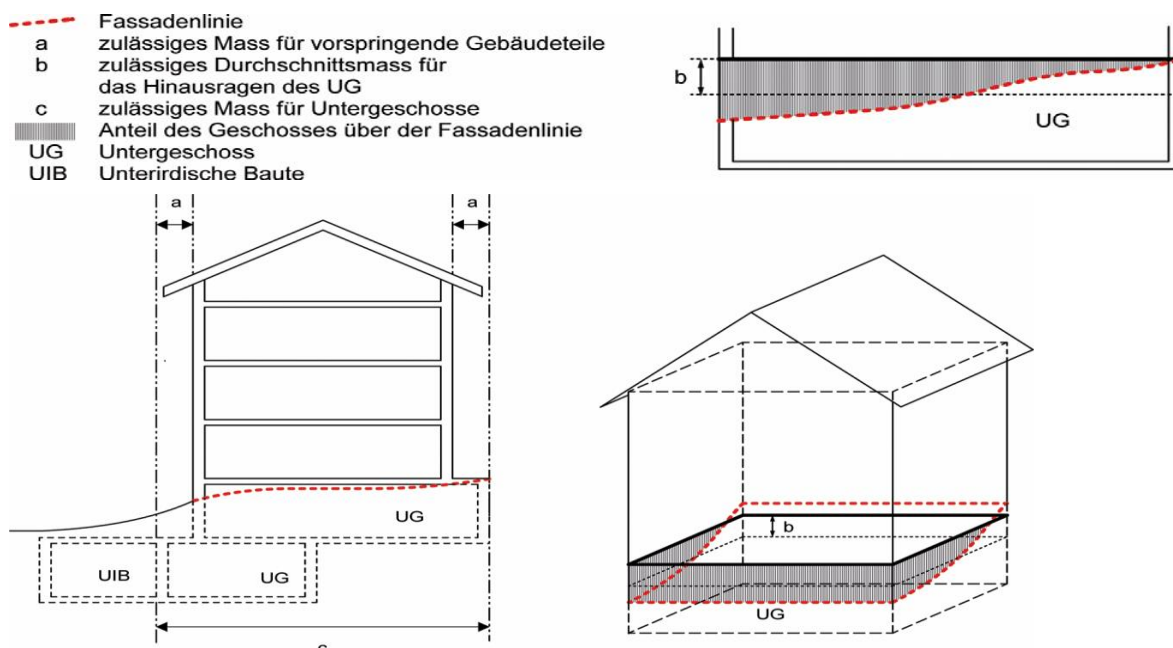 Fassadenlinie
a zulässiges Mass für vorspringende Gebäudeteile
b zulässiges Durchschnittsmass für
das Hinausragen des UG
c zulässiges Mass für Untergeschosse
Anteil des Geschosses über der Fassadenlinie
UG Untergeschoss
UIB Unterirdische Baute
b
UG
a a
UG
UIB UG
b
UG